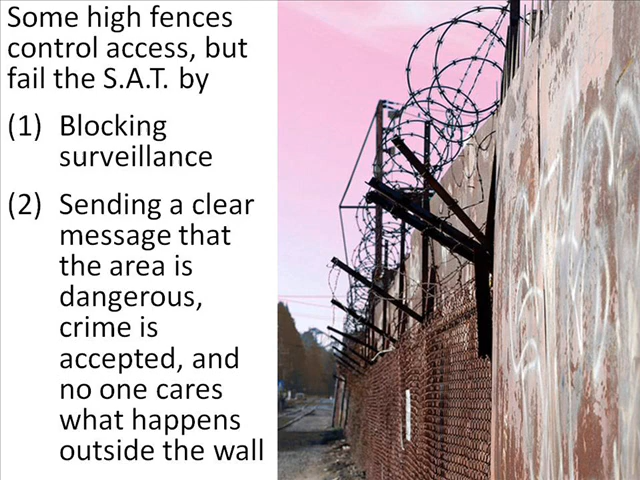 Some high fences
control access, but
fail the S.A.T. by
(1) Blocking
surveillance
(2) Sending a clear
message that
the area is
dangerous,
crime is
accepted, and
no one cares
what happens
outside the wall